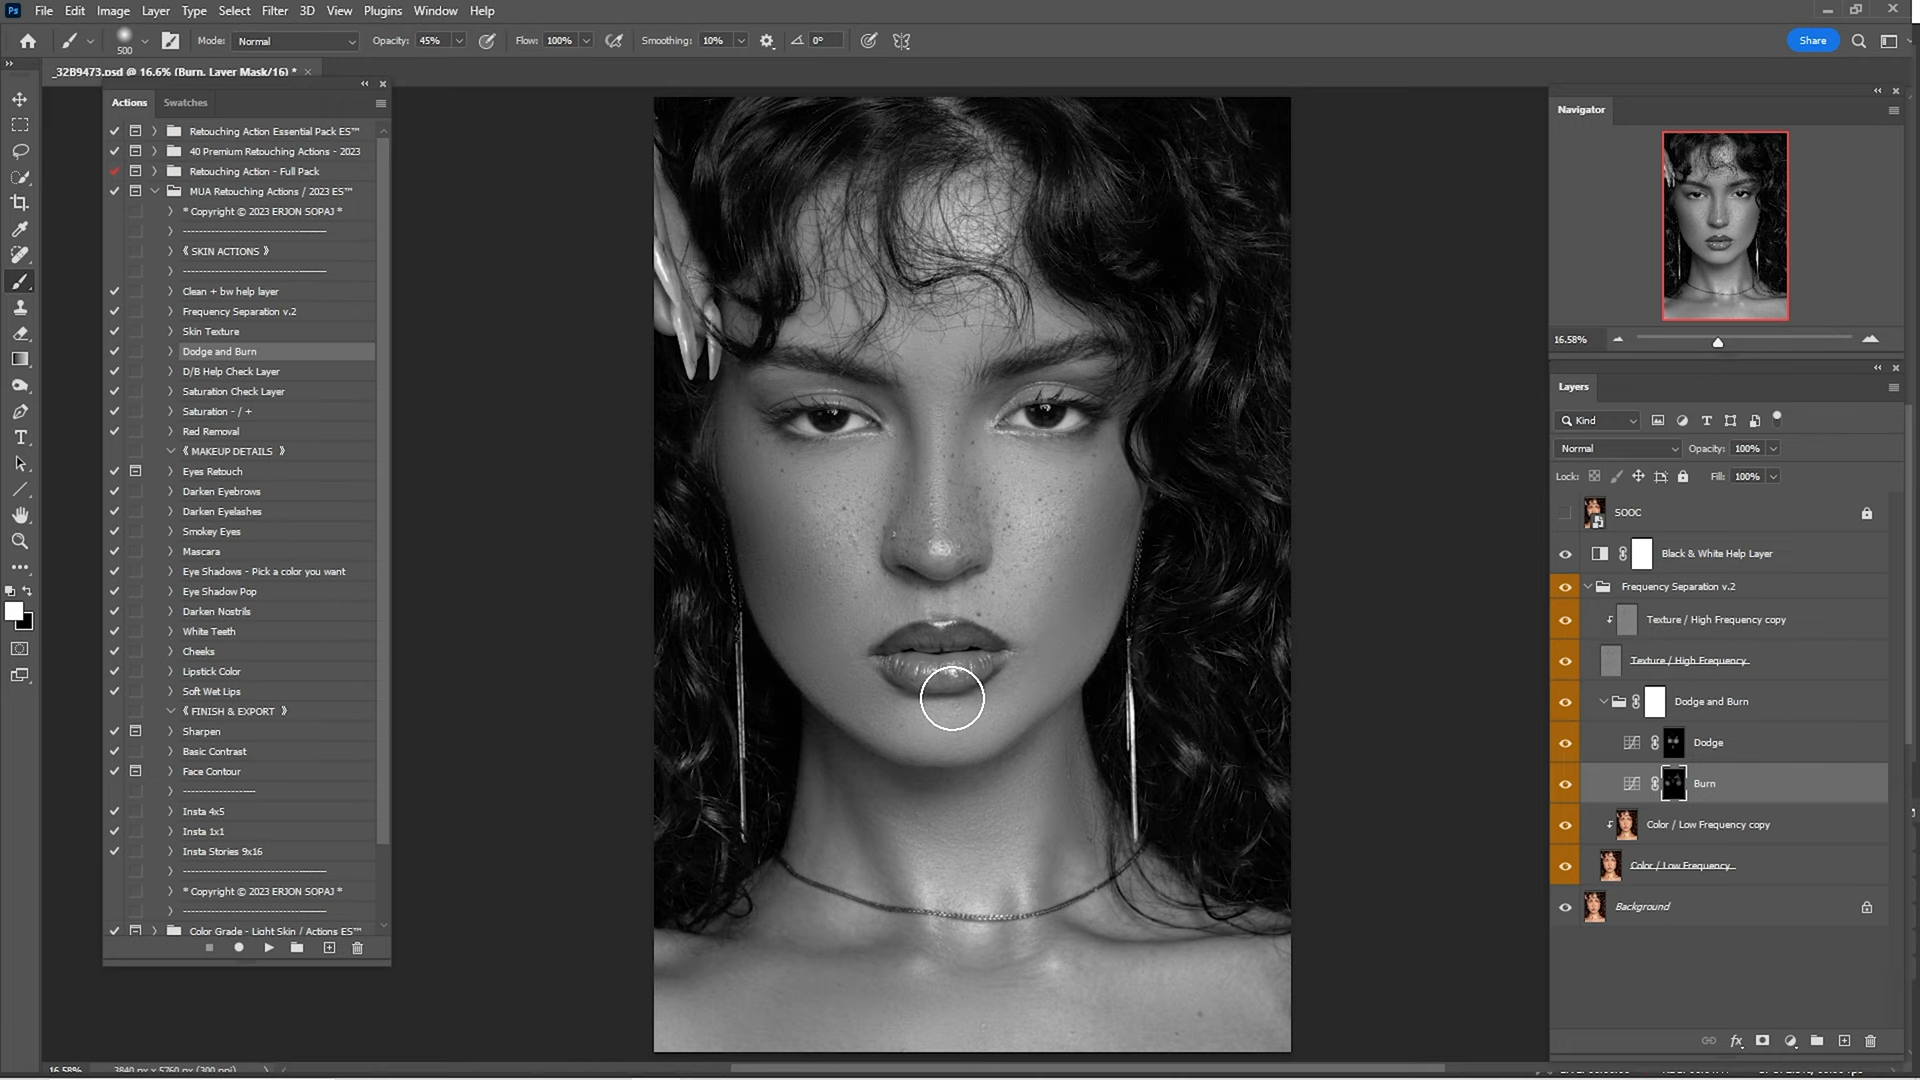 Ps File Edit Image Layer Type Select Filter 3D View Plugins Window Help
500 Mode: Normal Opacity: 45% Flow: 100% Smoothing: 10% 0° Share
_32B9473.psd @ 16.6% (Burn, Layer Mask/16) *
Actions Swatches
Retouching Action Essential Pack ES™
40 Premium Retouching Actions - 2023
Retouching Action - Full Pack
MUA Retouching Actions / 2023 ES™
* Copyright © 2023 ERJON SOPAJ *
《 SKIN ACTIONS 》
Clean + bw help layer
Frequency Separation v.2
Skin Texture
Dodge and Burn
D/B Help Check Layer
Saturation Check Layer
Saturation - / +
Red Removal
《 MAKEUP DETAILS 》
Eyes Retouch
Darken Eyebrows
Darken Eyelashes
Smokey Eyes
Mascara
Eye Shadows - Pick a color you want
Eye Shadow Pop
Darken Nostrils
White Teeth
Cheeks
Lipstick Color
Soft Wet Lips
《 FINISH & EXPORT 》
Sharpen
Basic Contrast
Face Contour
Insta 4x5
Insta 1x1
Insta Stories 9x16
* Copyright © 2023 ERJON SOPAJ *
Color Grade - Light Skin / Actions ES™
16.58% 3840 px x 5760 px (300 ppi)
Navigator
16.58%
Layers
Kind
Normal Opacity: 100%
Lock: Fill: 100%
SOOC
Black & White Help Layer
Frequency Separation v.2
Texture / High Frequency copy
Texture / High Frequency
Dodge and Burn
Dodge
Burn
Color / Low Frequency copy
Color / Low Frequency
Background